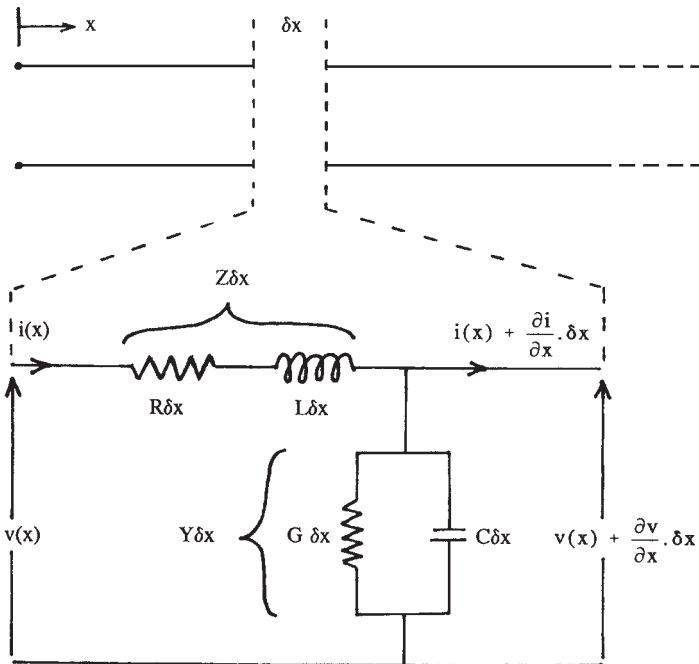 x
δx
Zδx
i(x)
i(x) + ∂i/∂x . δx
Rδx
Lδx
v(x)
Yδx
G δx
Cδx
v(x) + ∂v/∂x . δx